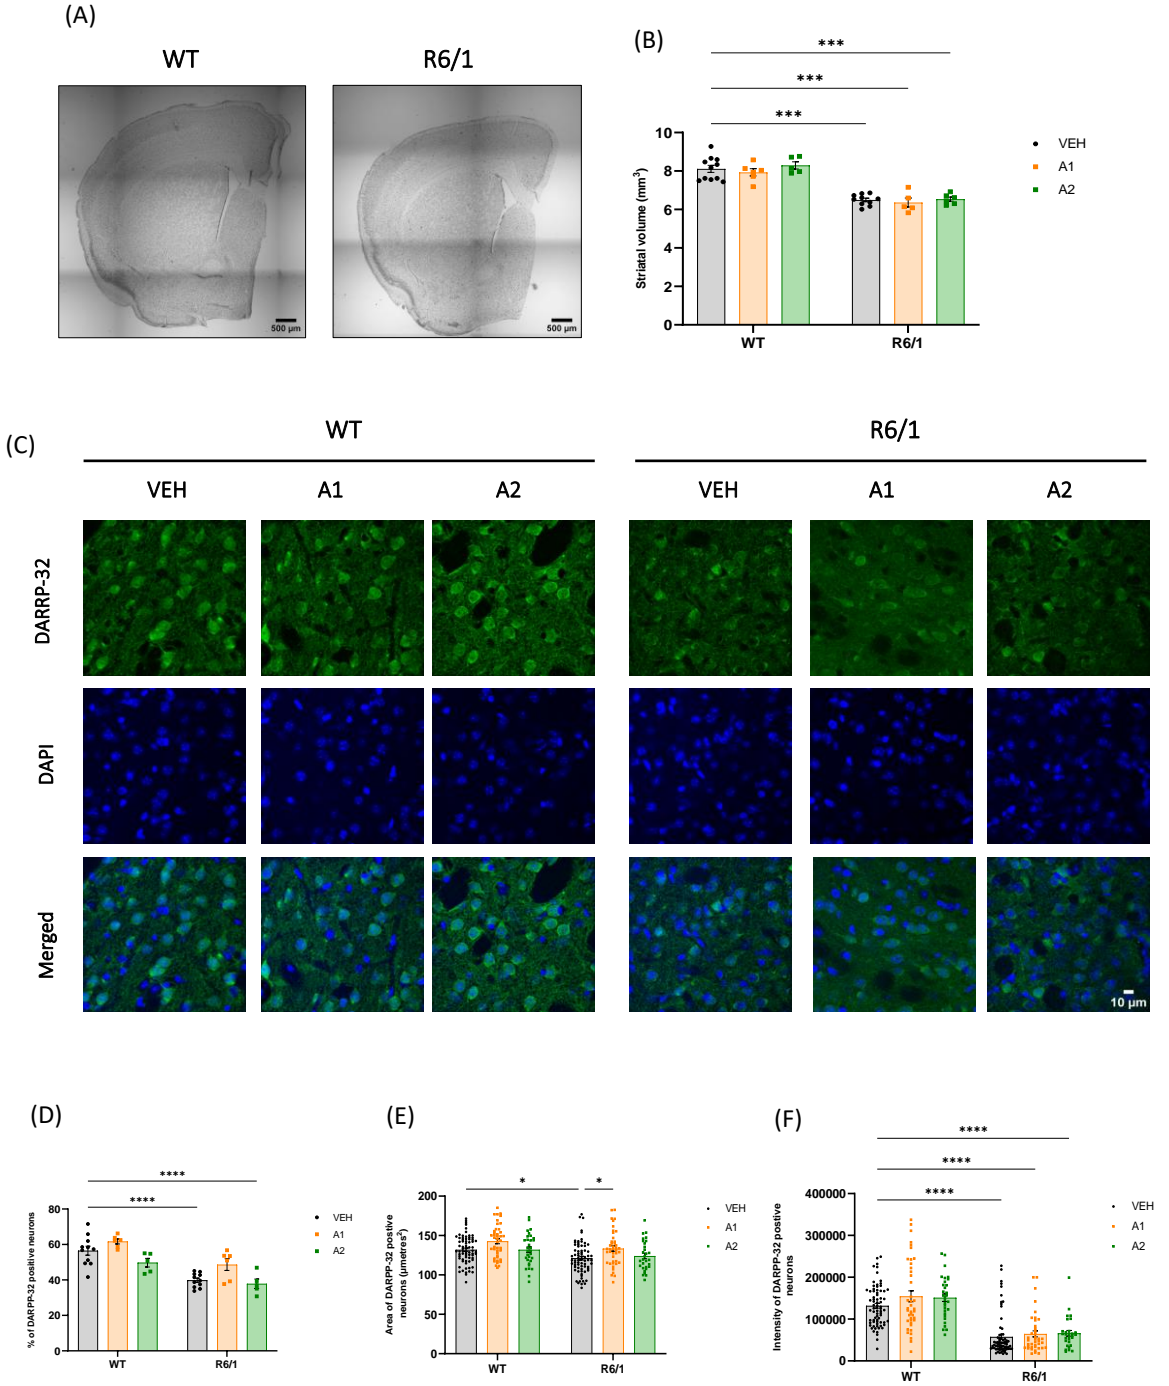 (A)
WT
R6/1
500 µm
500 µm
(B)
***
***
***
Striatal volume (mm³)
10
8
6
4
2
0
WT
R6/1
VEH
A1
A2
(C)
WT
R6/1
VEH
A1
A2
VEH
A1
A2
DARRP-32
DAPI
Merged
10 µm
(D)
****
****
% of DARPP-32 positive neurons
80
60
40
20
0
WT
R6/1
VEH
A1
A2
(E)
*
*
Area of DARPP-32 postive
neurons (µmetres²)
200
150
100
50
0
WT
R6/1
VEH
A1
A2
(F)
****
****
****
Intensity of DARPP-32 postive
neurons
400000
300000
200000
100000
0
WT
R6/1
VEH
A1
A2